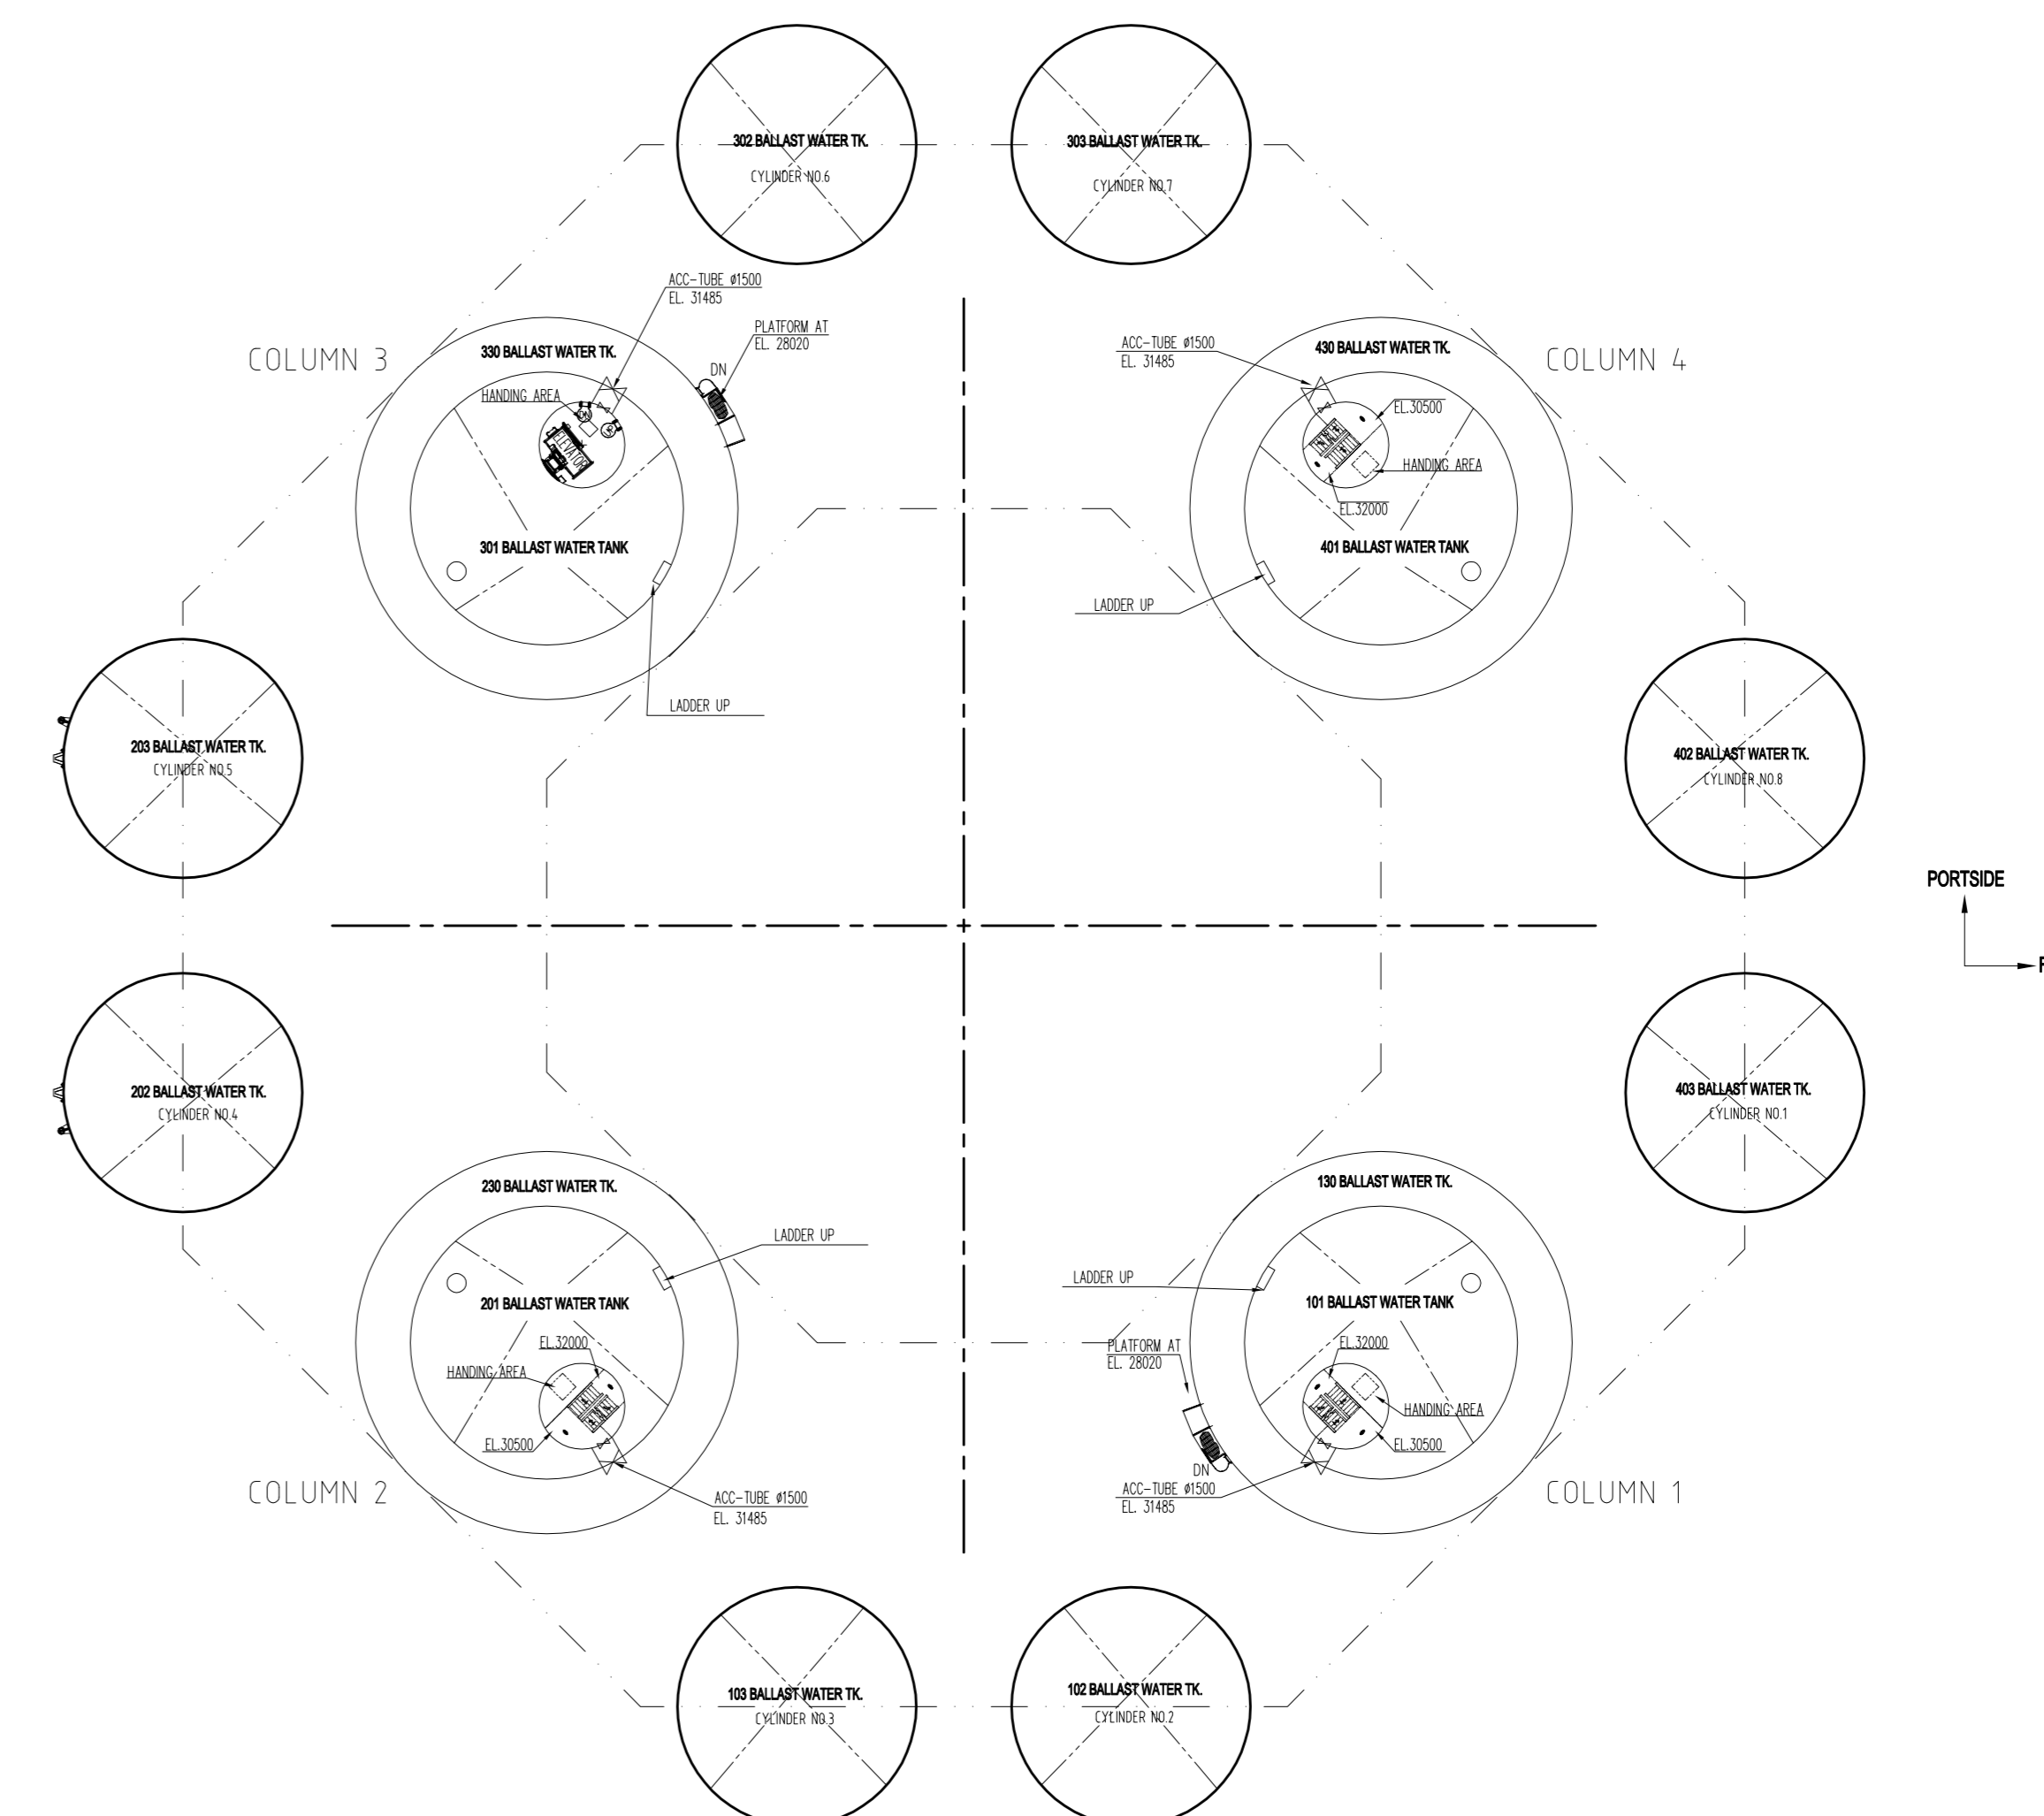 302 BALLAST WATER TK.
CYLINDER NO.6
303 BALLAST WATER TK.
CYLINDER NO.7
COLUMN 3
330 BALLAST WATER TK.
ACC-TUBE ø1500
EL. 31485
PLATFORM AT
EL. 28020
DN
HANDING AREA
DN
UP
ELEVATOR
301 BALLAST WATER TANK
LADDER UP
COLUMN 4
430 BALLAST WATER TK.
ACC-TUBE ø1500
EL. 31485
EL.30500
HANDING AREA
EL.32000
401 BALLAST WATER TANK
LADDER UP
203 BALLAST WATER TK.
CYLINDER NO.5
402 BALLAST WATER TK.
CYLINDER NO.8
PORTSIDE
202 BALLAST WATER TK.
CYLINDER NO.4
403 BALLAST WATER TK.
CYLINDER NO.1
230 BALLAST WATER TK.
LADDER UP
201 BALLAST WATER TANK
EL.32000
HANDING AREA
EL.30500
COLUMN 2
ACC-TUBE ø1500
EL. 31485
130 BALLAST WATER TK.
LADDER UP
101 BALLAST WATER TANK
PLATFORM AT
EL. 28020
EL.32000
HANDING AREA
EL.30500
DN
ACC-TUBE ø1500
EL. 31485
COLUMN 1
103 BALLAST WATER TK.
CYLINDER NO.3
102 BALLAST WATER TK.
CYLINDER NO.2